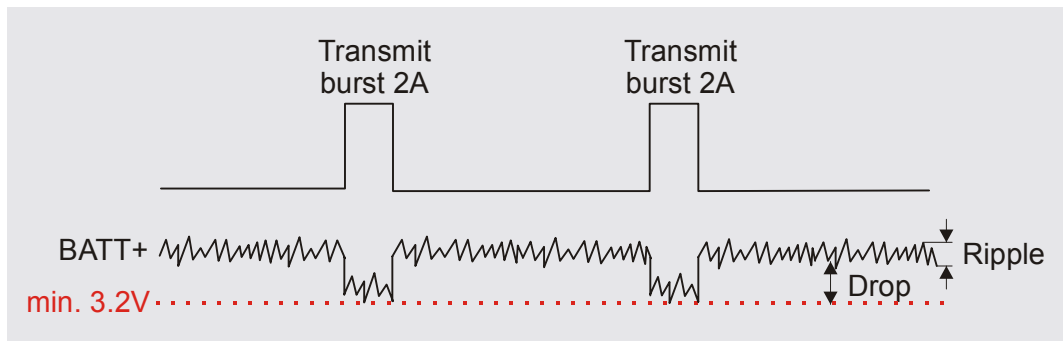 Transmit
burst 2A
Transmit
burst 2A
BATT+
Ripple
Drop
min. 3.2V